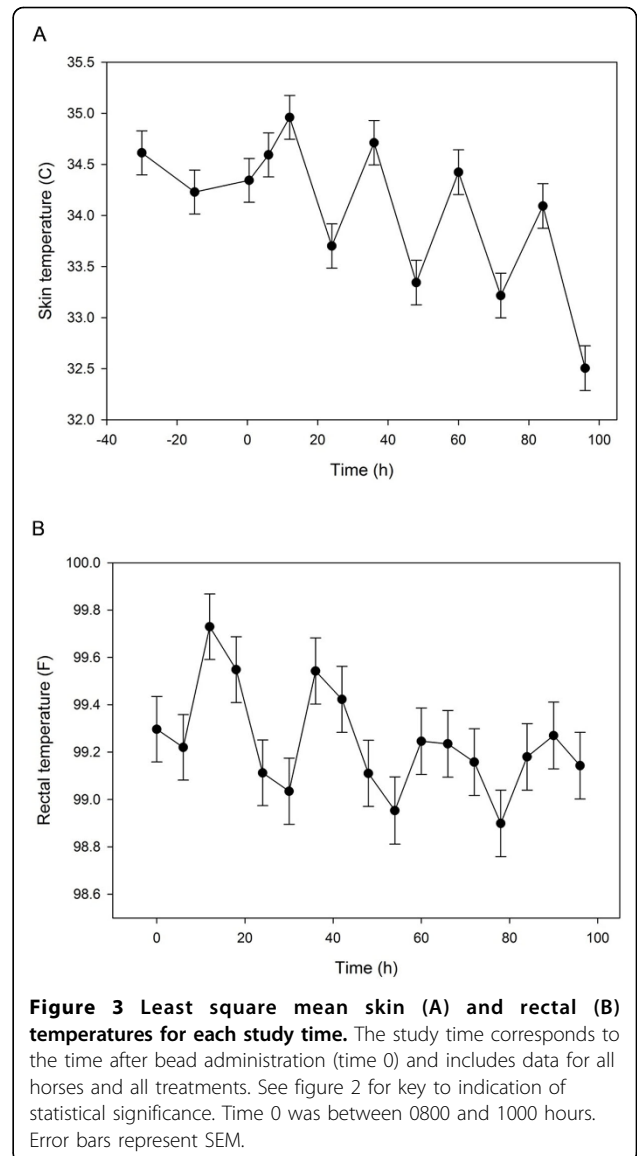 A
35.5
35.0
34.5
34.0
33.5
33.0
32.5
32.0
Skin temperature (C)
-40 -20 0 20 40 60 80 100
Time (h)
B
100.0
99.8
99.6
99.4
99.2
99.0
98.8
98.6
Rectal temperature (F)
0 20 40 60 80 100
Time (h)
Figure 3 Least square mean skin (A) and rectal (B)
temperatures for each study time. The study time corresponds to
the time after bead administration (time 0) and includes data for all
horses and all treatments. See figure 2 for key to indication of
statistical significance. Time 0 was between 0800 and 1000 hours.
Error bars represent SEM.